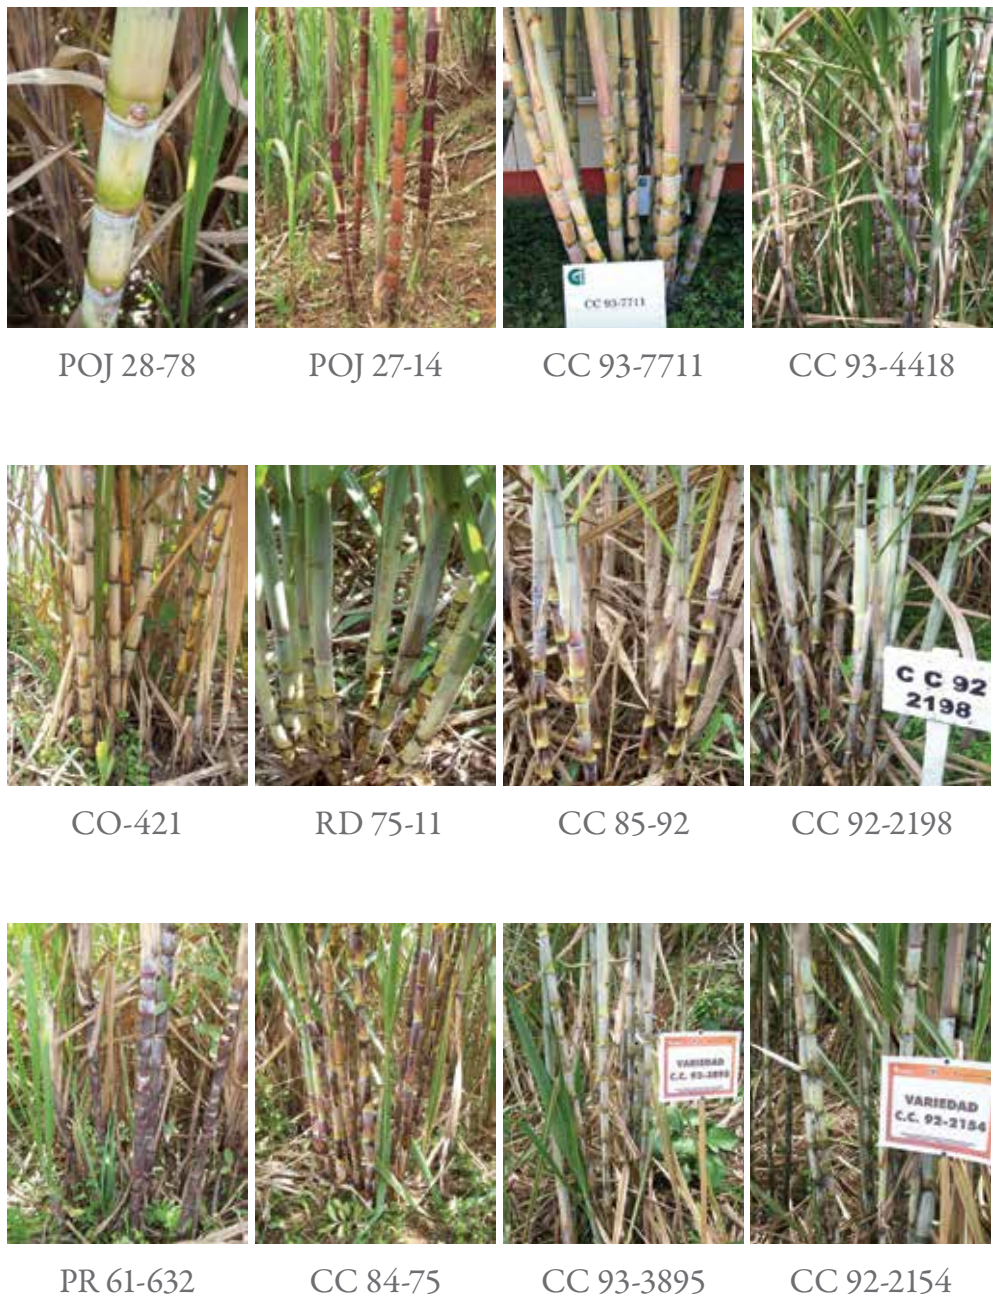 CC 93-7711
POJ 28-78
POJ 27-14
CC 93-7711
CC 93-4418
C C 92
2198
CO-421
RD 75-11
CC 85-92
CC 92-2198
VARIEDAD
VARIEDAD
C.C. 92-2154
PR 61-632
CC 84-75
CC 93-3895
CC 92-2154